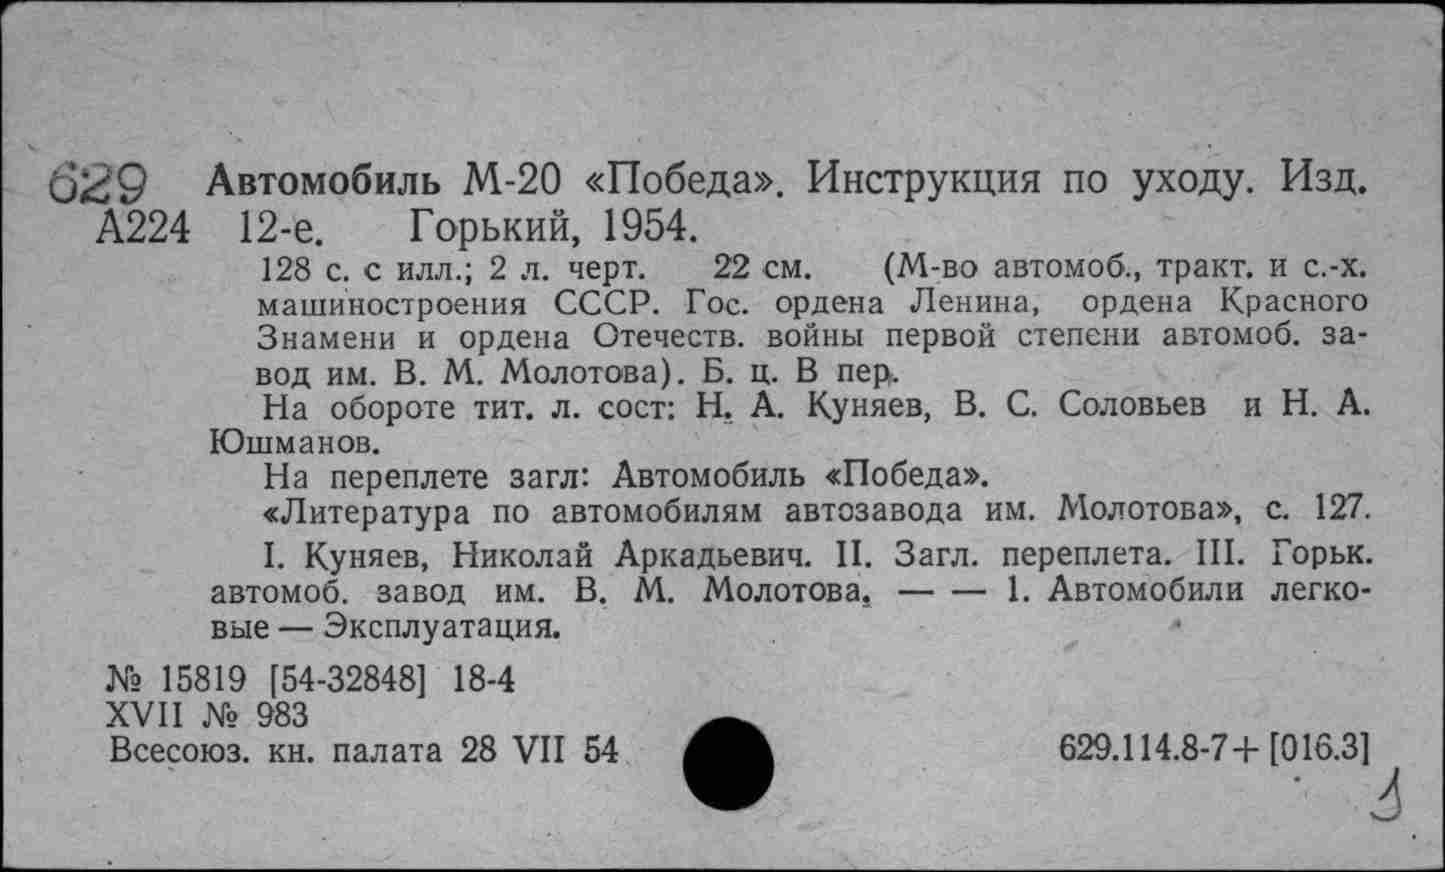 629 Автомобиль М-20 «Победа». Инструкция по уходу. Изд.
А224 12-е. Горький, 1954.
128 с. с илл.; 2 л. черт. 22 см. (М-во автомоб., тракт. и с.-х.
машиностроения СССР. Гос. ордена Ленина, ордена Красного
Знамени и ордена Отечеств. войны первой степени автомоб. за-
вод им. В. М. Молотова). Б. ц. В пер.
На обороте тит. л. сост: Н. А. Куняев, В. С. Соловьев и Н. А.
Юшманов.
На переплете загл: Автомобиль «Победа».
«Литература по автомобилям автозавода им. Молотова», с. 127.
I. Куняев, Николай Аркадьевич. II. Загл. переплета. III. Горьк.
автомоб. завод им. В. М. Молотова. — — 1. Автомобили легко-
вые — Эксплуатация.
№ 15819 [54-32848] 18-4
XVII № 983
Всесоюз. кн. палата 28 VII 54
629.114.8-7+[016.3]